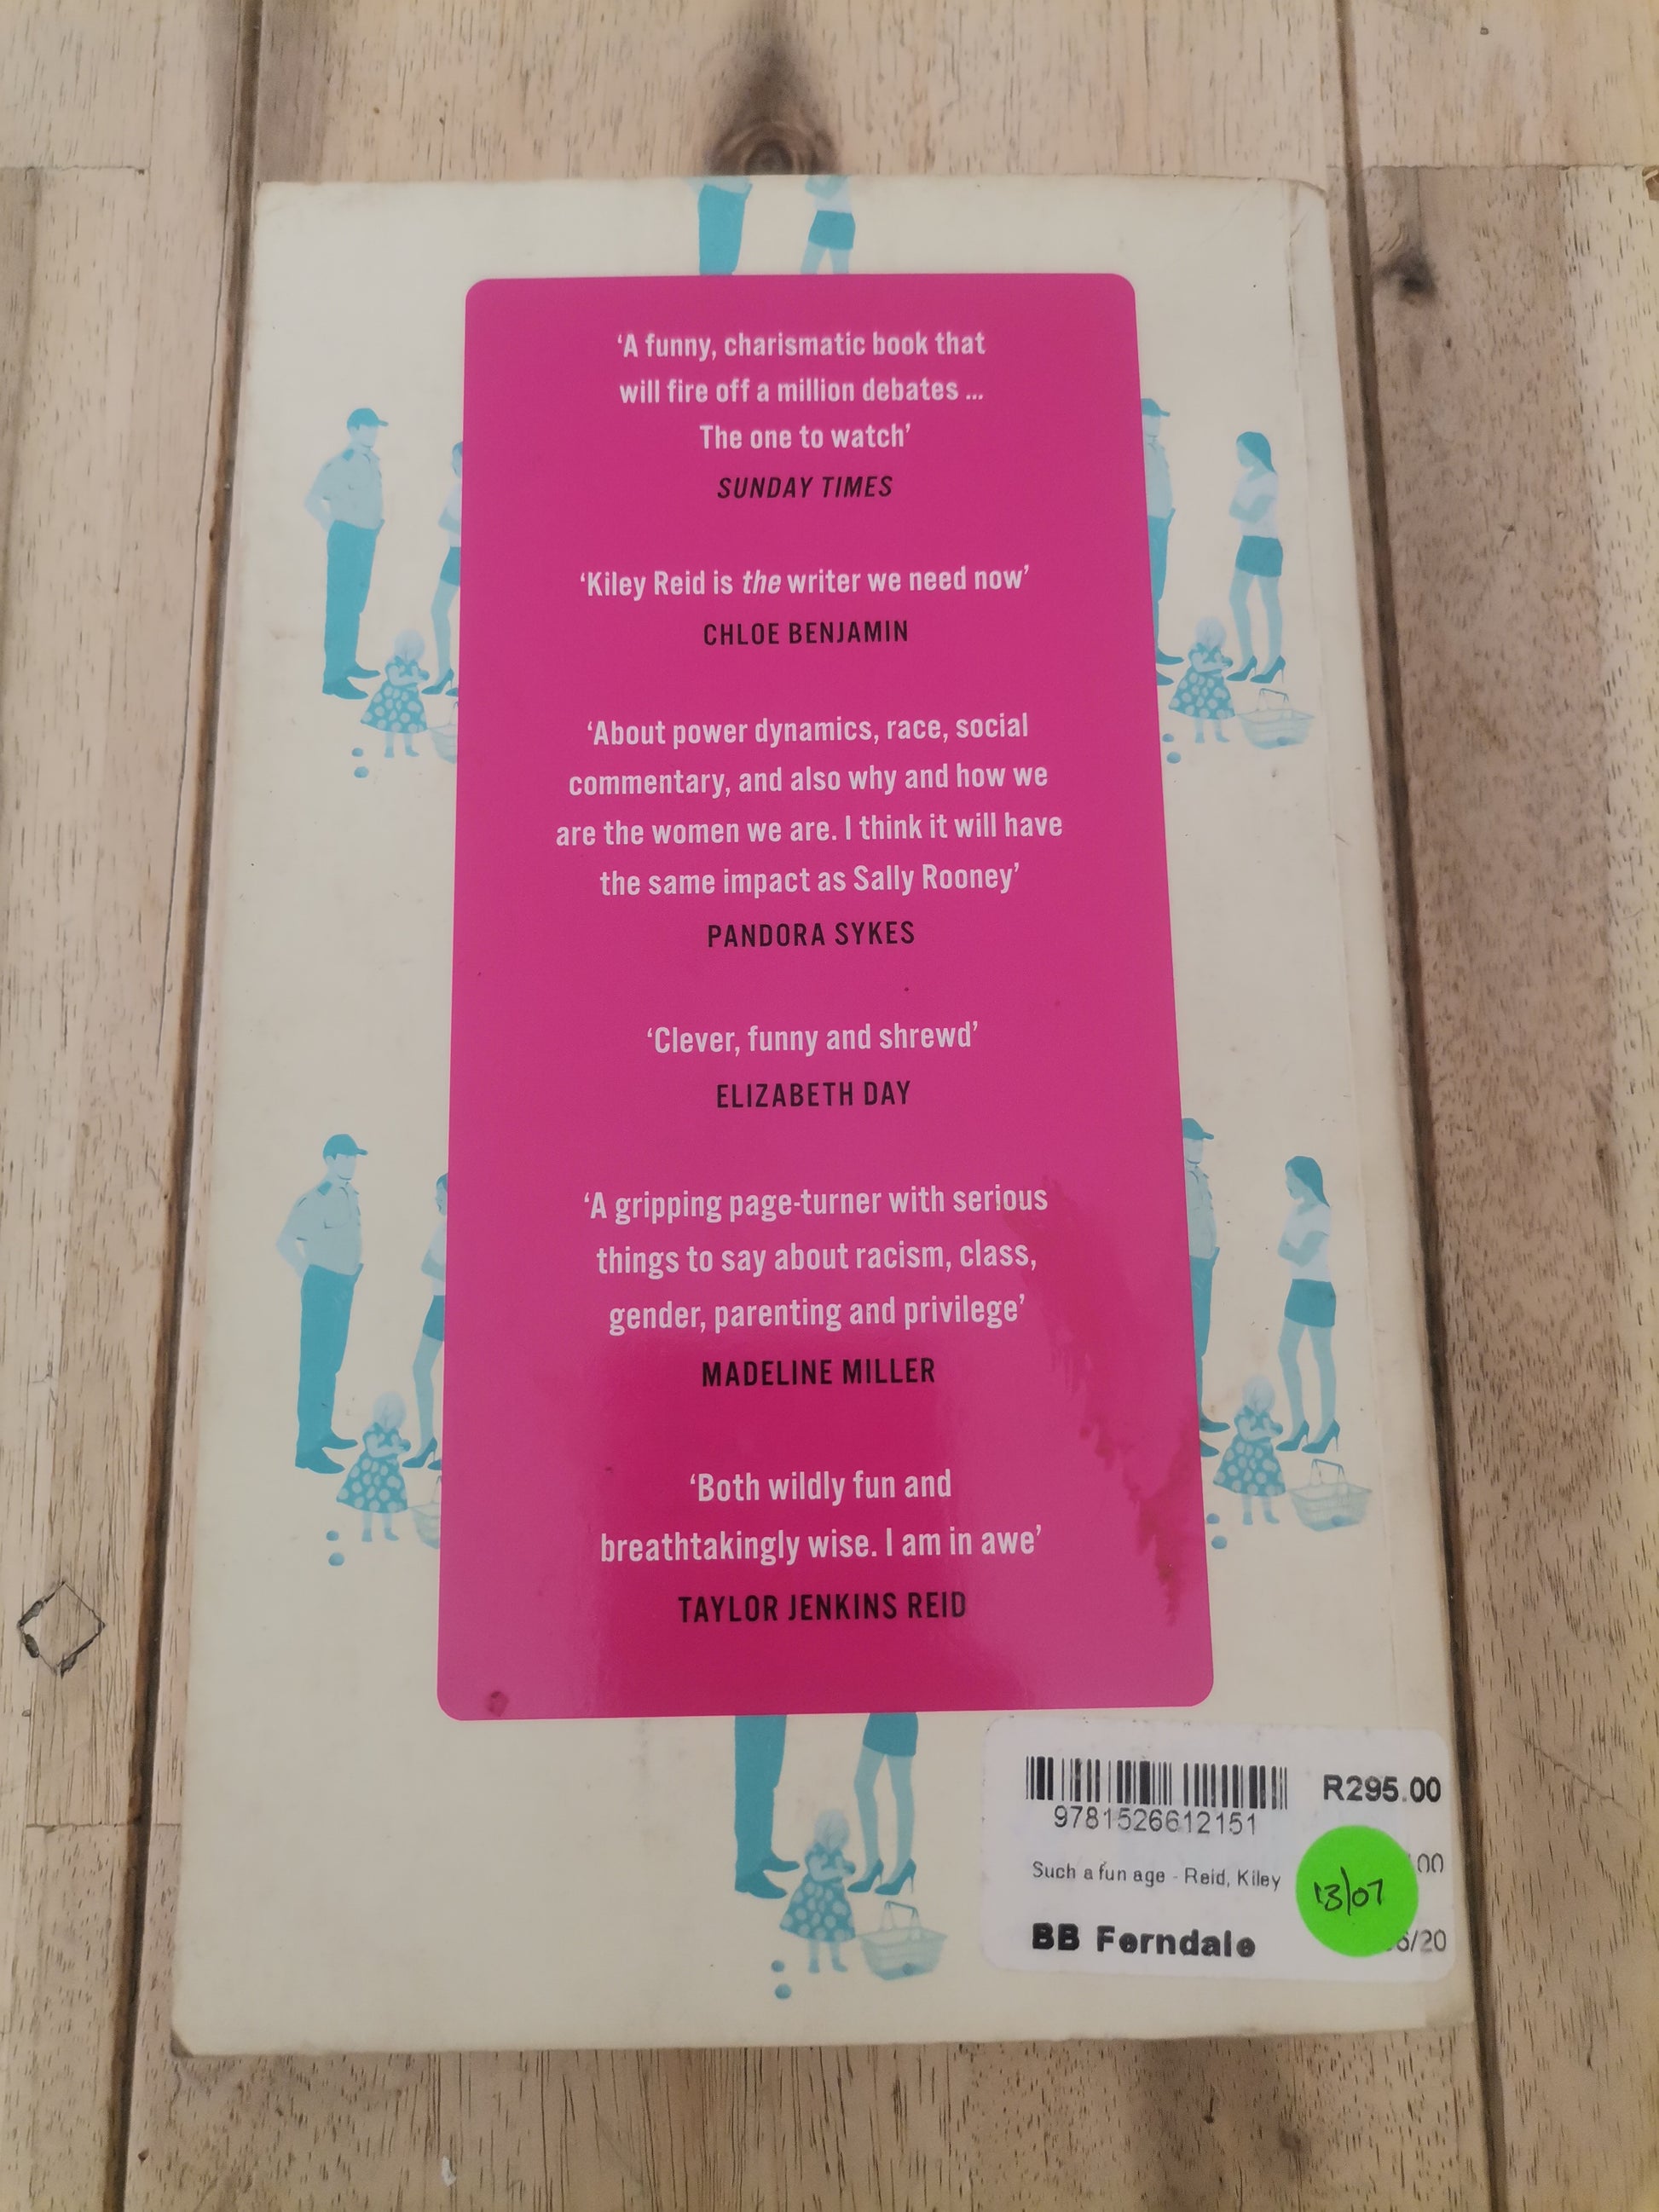 ‘A funny, charismatic book that
will fire off a million debates ...
The one to watch’
SUNDAY TIMES
‘Kiley Reid is the writer we need now’
CHLOE BENJAMIN
‘About power dynamics, race, social
commentary, and also why and how we
are the women we are. I think it will have
the same impact as Sally Rooney’
PANDORA SYKES
‘Clever, funny and shrewd’
ELIZABETH DAY
‘A gripping page-turner with serious
things to say about racism, class,
gender, parenting and privilege’
MADELINE MILLER
‘Both wildly fun and
breathtakingly wise. I am in awe’
TAYLOR JENKINS REID
R295.00
9781526612151
.00
Such a fun age - Reid, Kiley
13/07
BB Ferndale
6/20